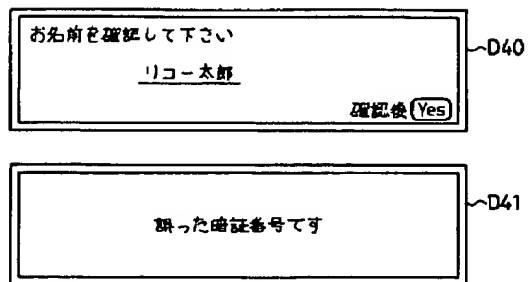 お名前を確認して下さい
リコー太郎
確認後 Yes
D40
誤った暗証番号です
D41